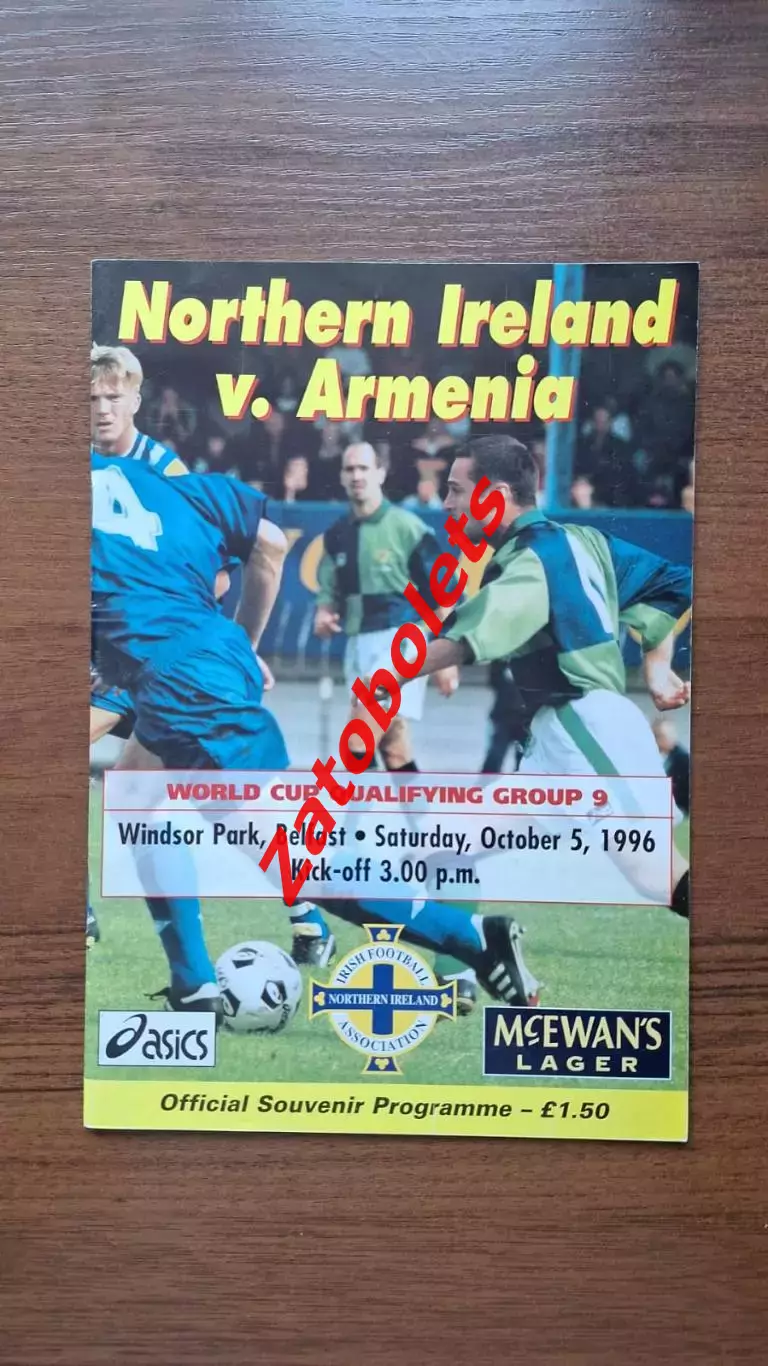 Northern Ireland
v. Armenia
4
Zatobolets
WORLD CUP QUALIFYING GROUP 9
Windsor Park, Belfast • Saturday, October 5, 1996
Kick-off 3.00 p.m.
IRISH FOOTBALL
NORTHERN IRELAND
ASSOCIATION
asics
McEWAN'S
LAGER
Official Souvenir Programme – £1.50